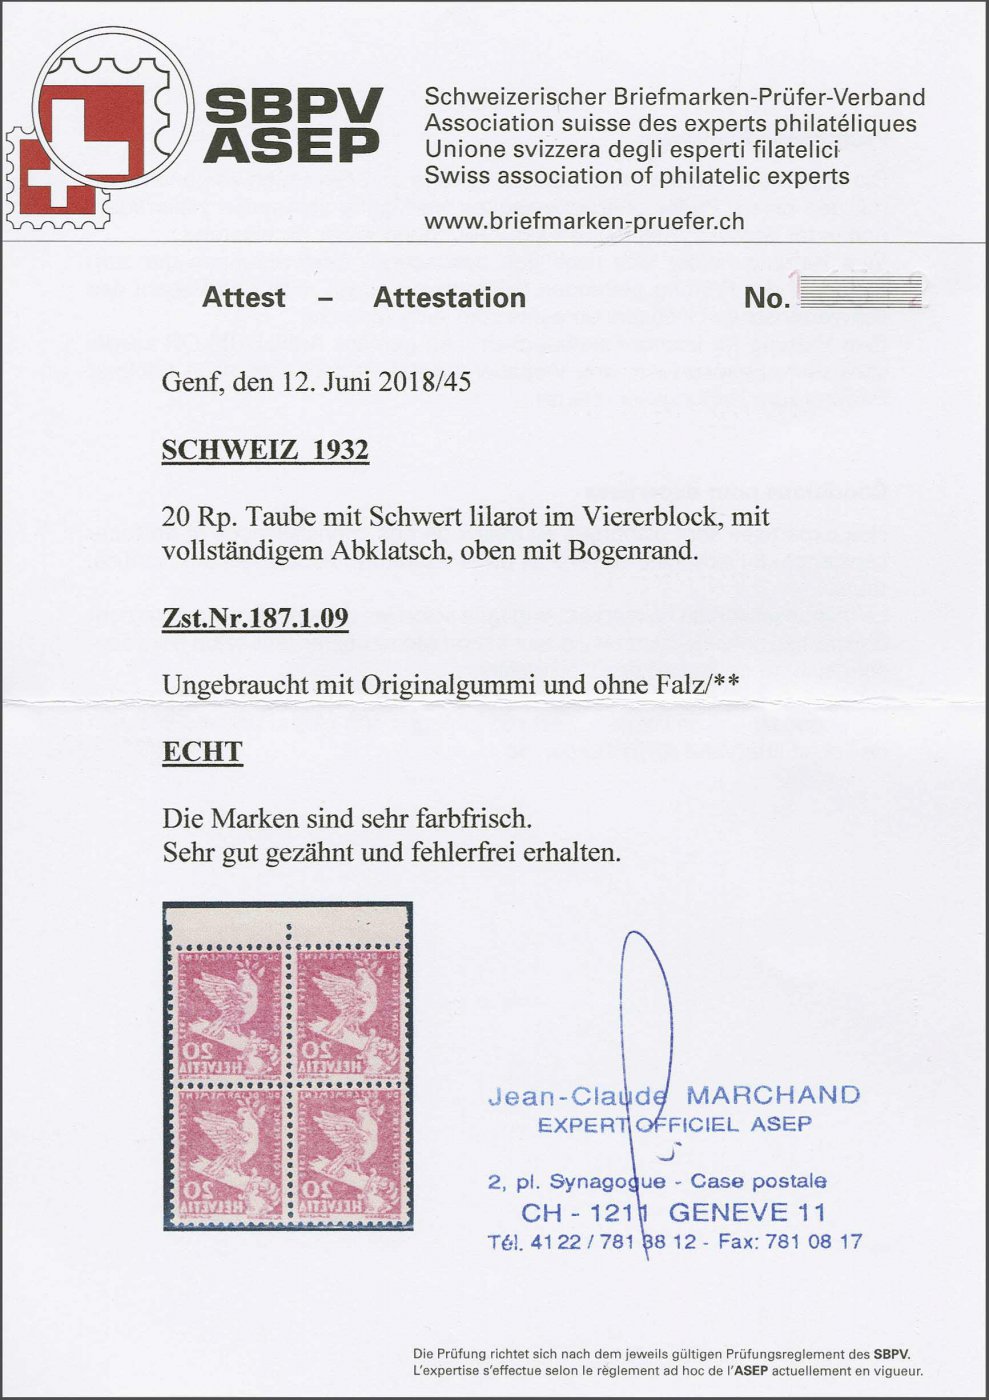 SBPV
ASEP
Schweizerischer Briefmarken-Prüfer-Verband
Association suisse des experts philatéliques
Unione svizzera degli esperti filatelici
Swiss association of philatelic experts
www.briefmarken-pruefer.ch
Attest – Attestation No.
Genf, den 12. Juni 2018/45
SCHWEIZ 1932
20 Rp. Taube mit Schwert lilarot im Viererblock, mit
vollständigem Abklatsch, oben mit Bogenrand.
Zst.Nr.187.1.09
Ungebraucht mit Originalgummi und ohne Falz/**
ECHT
Die Marken sind sehr farbfrisch.
Sehr gut gezähnt und fehlerfrei erhalten.
20 20
HELVETIA HELVETIA
20 20
HELVETIA HELVETIA
Jean-Claude MARCHAND
EXPERT OFFICIEL ASEP
2, pl. Synagogue - Case postale
CH - 1211 GENEVE 11
Tél. 41 22 / 781 38 12 - Fax: 781 08 17
Die Prüfung richtet sich nach dem jeweils gültigen Prüfungsreglement des SBPV.
L'expertise s'effectue selon le règlement ad hoc de l'ASEP actuellement en vigueur.